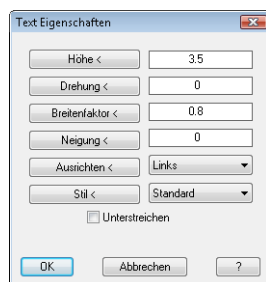 Text Eigenschaften
Höhe < 3.5
Drehung < 0
Breitenfaktor < 0.8
Neigung < 0
Ausrichten < Links
Stil < Standard
Unterstreichen
OK Abbrechen ?